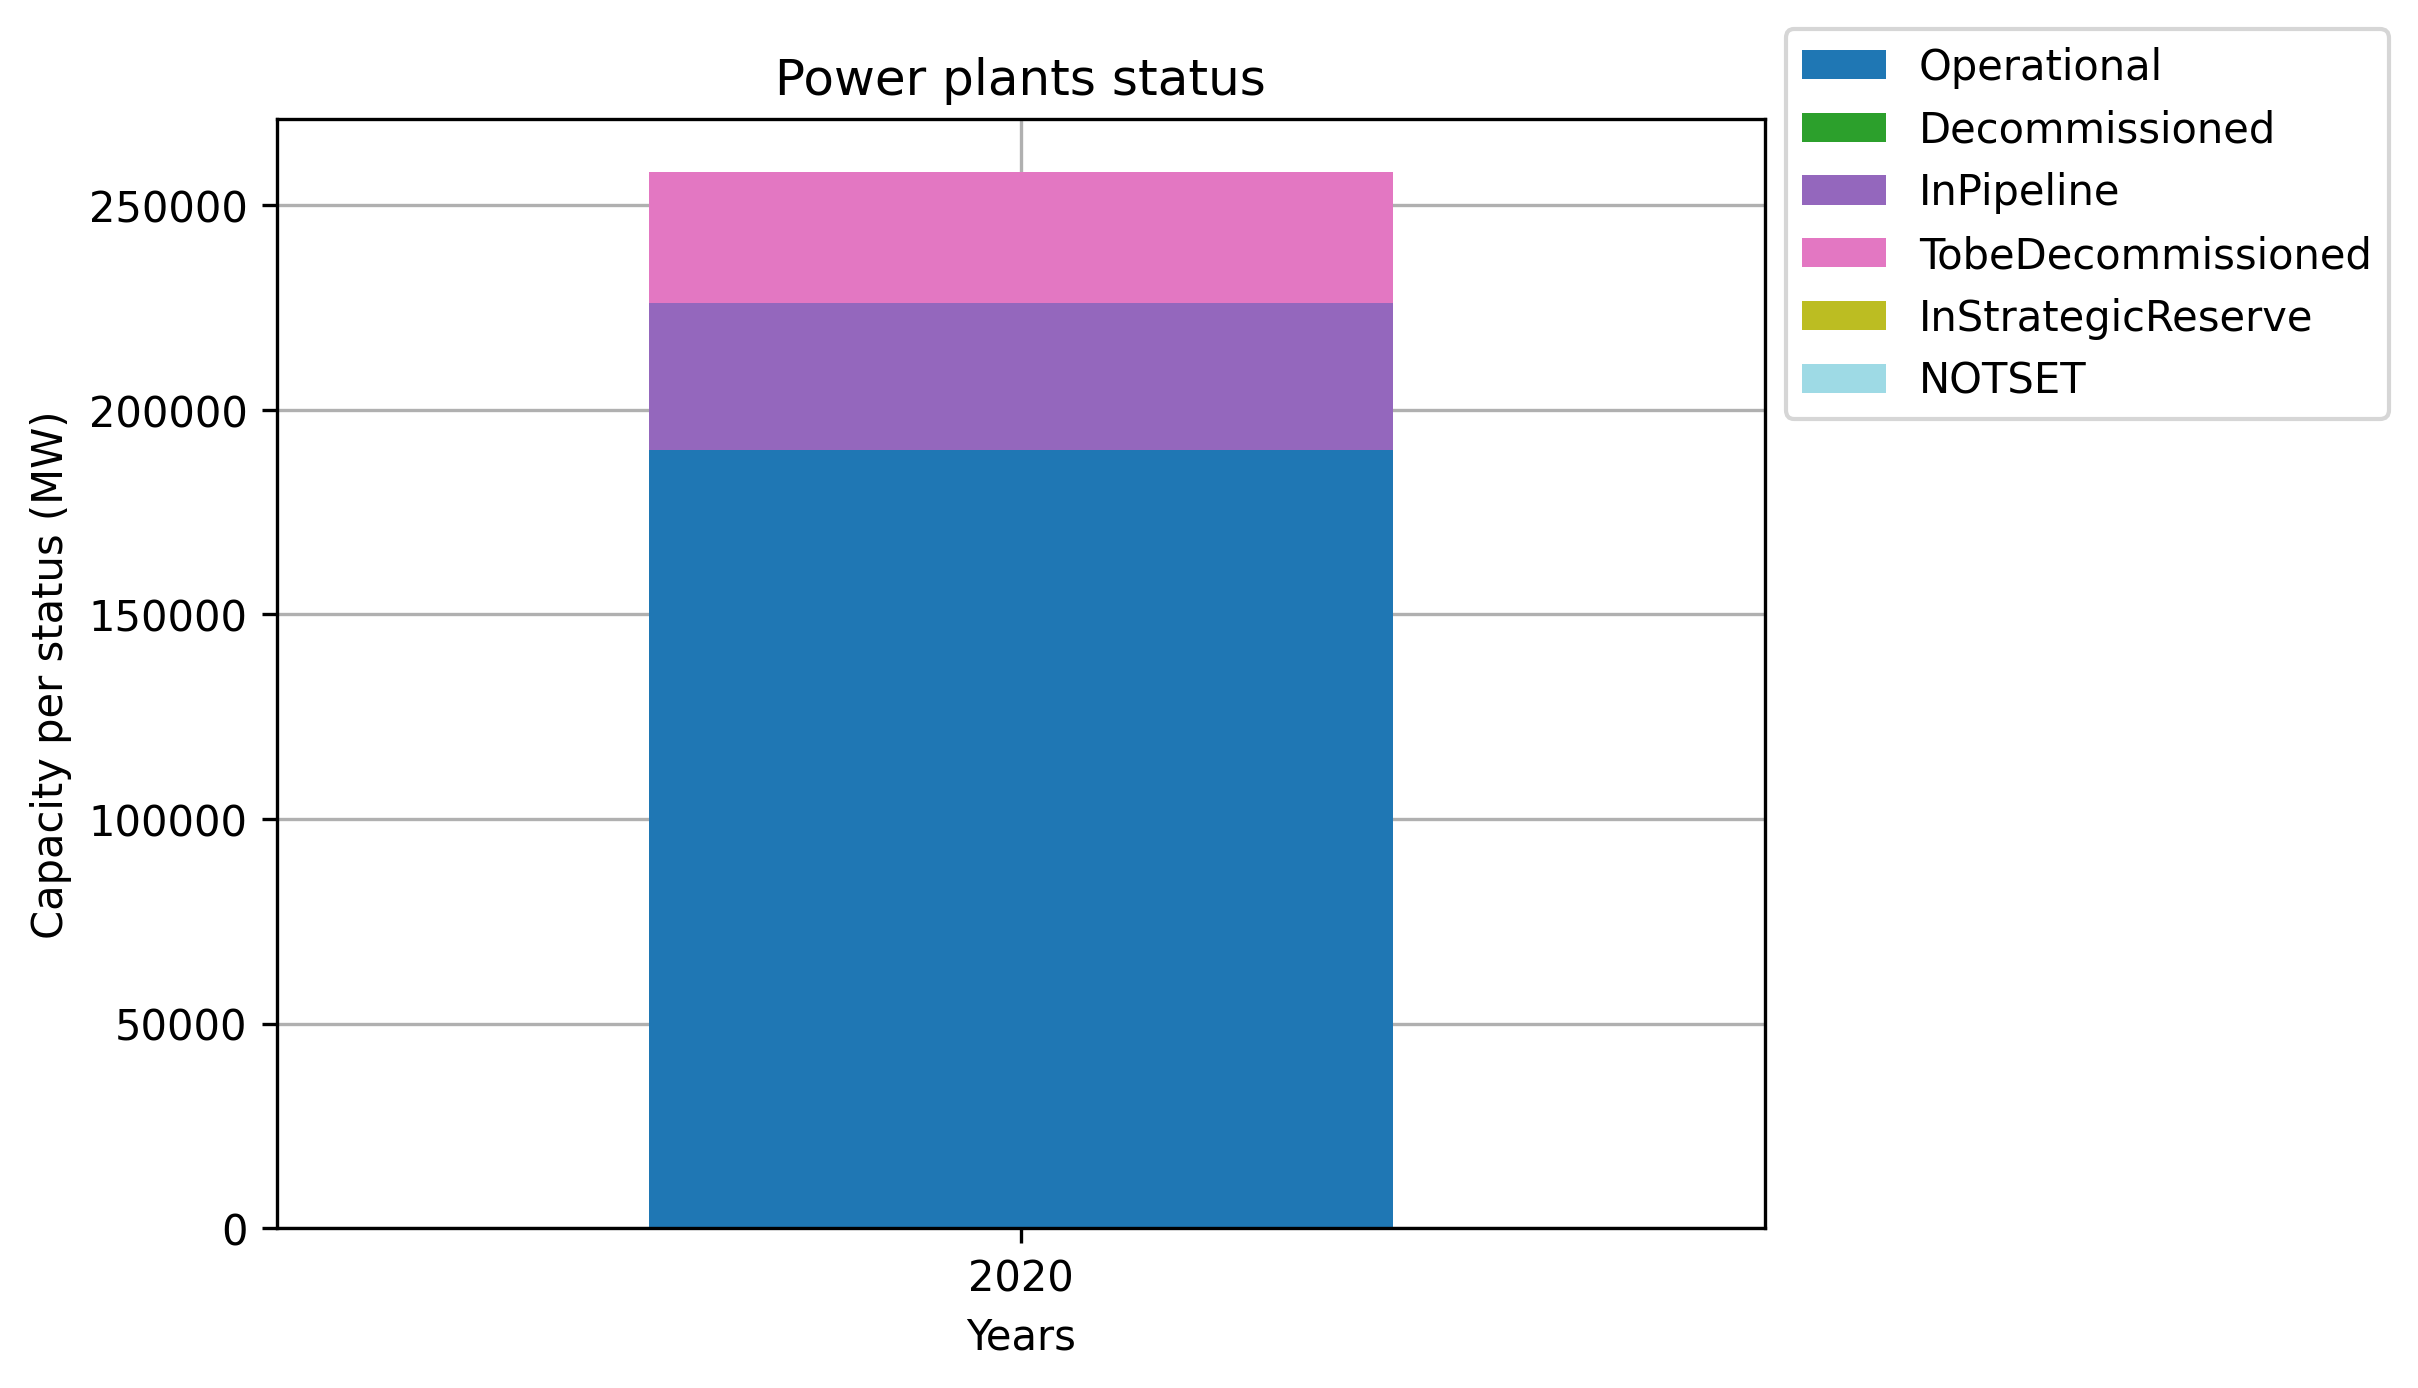 Power plants status
Operational
Decommissioned
InPipeline
TobeDecommissioned
InStrategicReserve
NOTSET
Capacity per status (MW)
250000
200000
150000
100000
50000
0
2020
Years